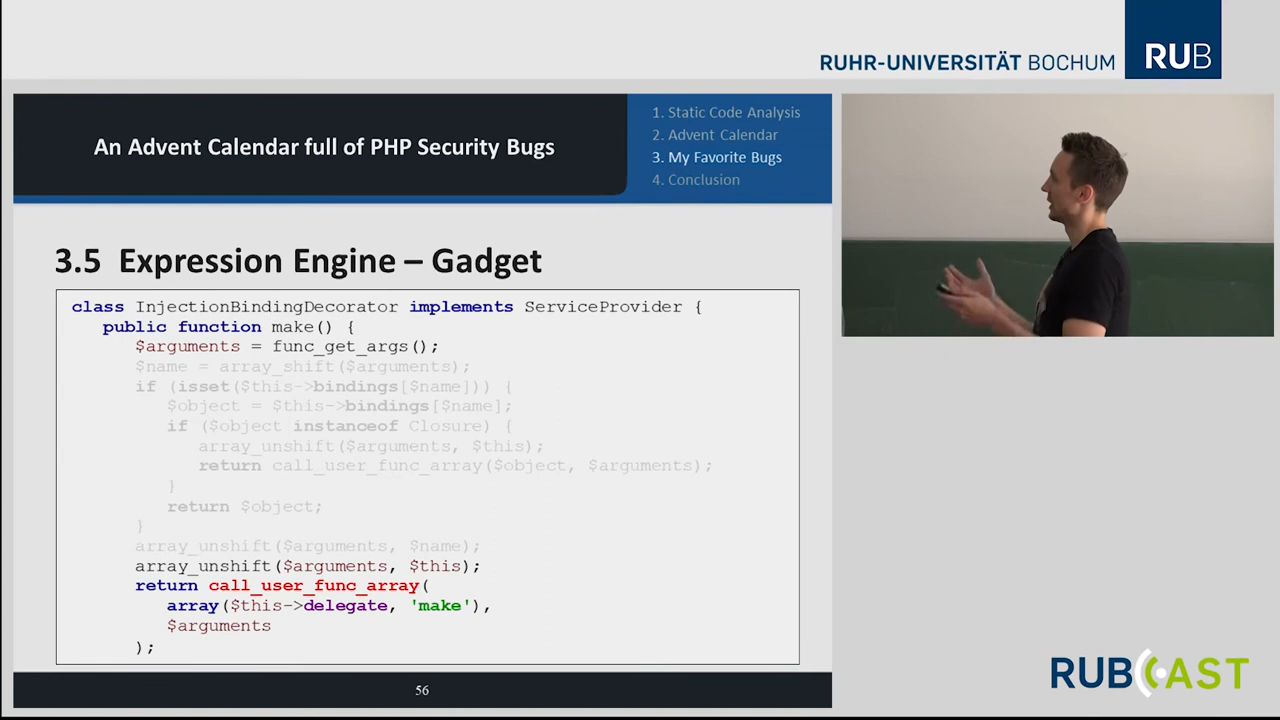 RUHR-UNIVERSITÄT BOCHUM
RUB
An Advent Calendar full of PHP Security Bugs
1. Static Code Analysis
2. Advent Calendar
3. My Favorite Bugs
4. Conclusion
3.5 Expression Engine – Gadget
class InjectionBindingDecorator implements ServiceProvider {
public function make() {
$arguments = func_get_args();
$name = array_shift($arguments);
if (isset($this->bindings[$name])) {
$object = $this->bindings[$name];
if ($object instanceof Closure) {
array_unshift($arguments, $this);
return call_user_func_array($object, $arguments);
}
return $object;
}
array_unshift($arguments, $name);
array_unshift($arguments, $this);
return call_user_func_array(
array($this->delegate, 'make'),
$arguments
);
56
RUBCAST